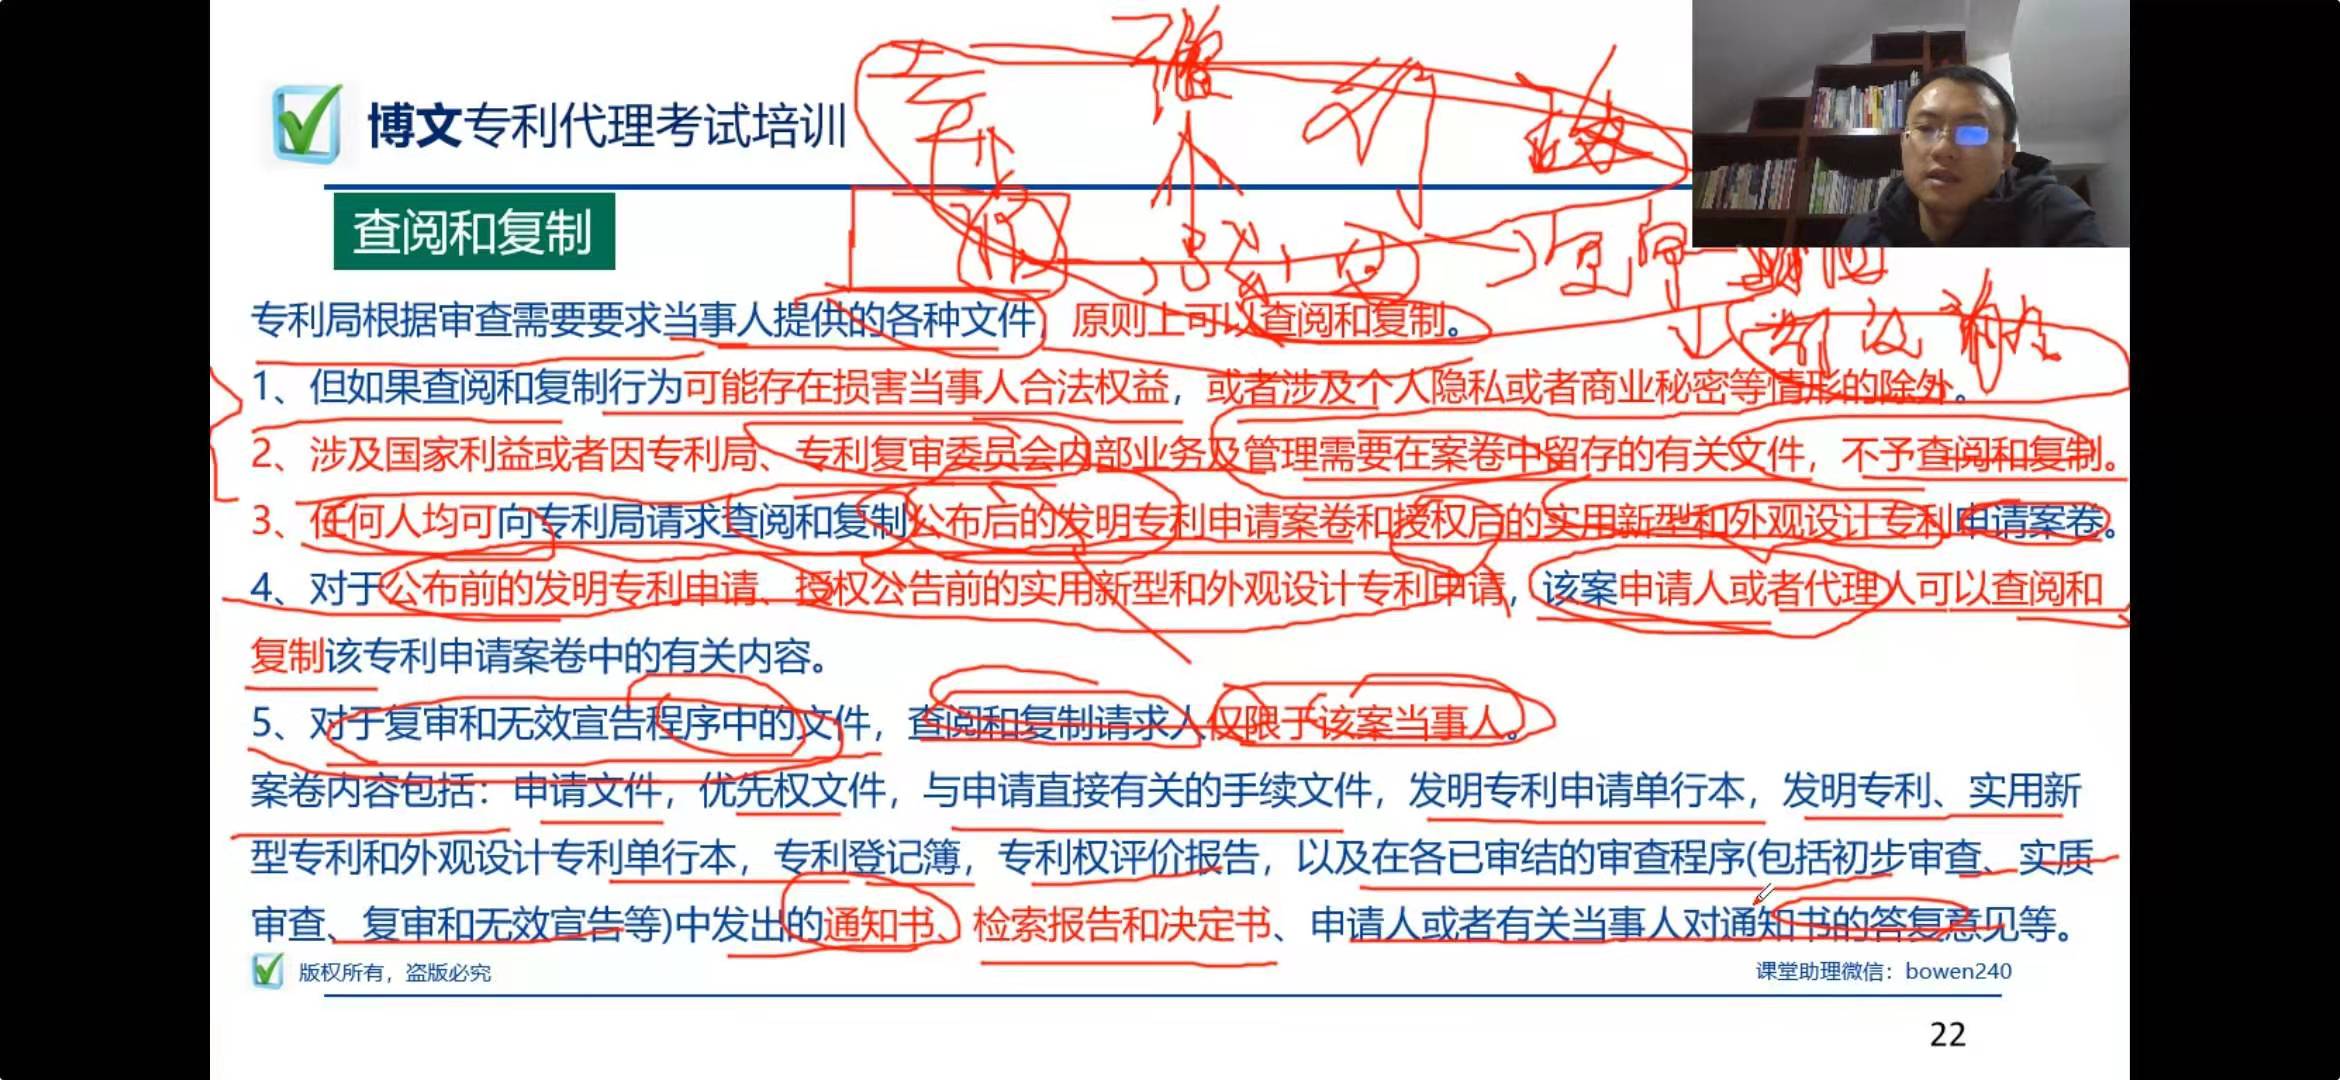 博文专利代理考试培训
查阅和复制
专利局根据审查需要要求当事人提供的各种文件，原则上可以查阅和复制。
1、但如果查阅和复制行为可能存在损害当事人合法权益，或者涉及个人隐私或者商业秘密等情形的除外。
2、涉及国家利益或者因专利局、专利复审委员会内部业务及管理需要在案卷中留存的有关文件，不予查阅和复制。
3、任何人均可向专利局请求查阅和复制公布后的发明专利申请案卷和授权后的实用新型和外观设计专利申请案卷。
4、对于公布前的发明专利申请、授权公告前的实用新型和外观设计专利申请，该案申请人或者代理人可以查阅和
复制该专利申请案卷中的有关内容。
5、对于复审和无效宣告程序中的文件，查阅和复制请求人仅限于该案当事人。
案卷内容包括：申请文件，优先权文件，与申请直接有关的手续文件，发明专利申请单行本，发明专利、实用新
型专利和外观设计专利单行本，专利登记簿，专利权评价报告，以及在各已审结的审查程序(包括初步审查、实质
审查、复审和无效宣告等)中发出的通知书、检索报告和决定书、申请人或者有关当事人对通知书的答复意见等。
版权所有，盗版必究
课堂助理微信：bowen240
22